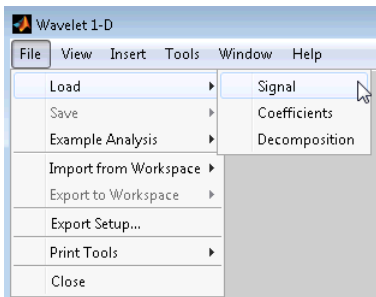 Wavelet 1-D
File View Insert Tools Window Help
Load
Signal
Save
Coefficients
Example Analysis
Decomposition
Import from Workspace
Export to Workspace
Export Setup...
Print Tools
Close